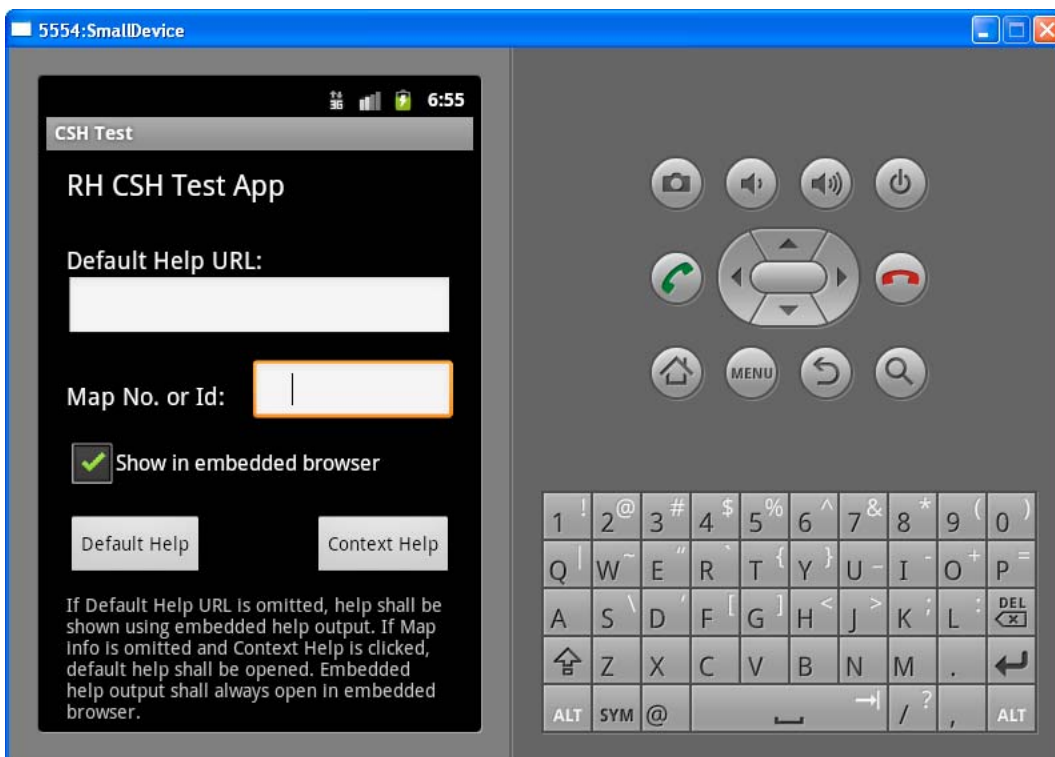 5554:SmallDevice
3G 6:55
CSH Test
RH CSH Test App
Default Help URL:
Map No. or Id:
Show in embedded browser
Default Help Context Help
If Default Help URL is omitted, help shall be
shown using embedded help output. If Map
info is omitted and Context Help is clicked,
default help shall be opened. Embedded
help output shall always open in embedded
browser.
MENU
1 ! 2 @ 3 # 4 $ 5 % 6 ^ 7 & 8 * 9 ( 0 )
Q | W ~ E " R ` T { Y } U _ I - O + P =
A S \ D ' F [ G ] H < J > K ; L : DEL
Z X C V B N M .
ALT SYM @ / ? , ALT